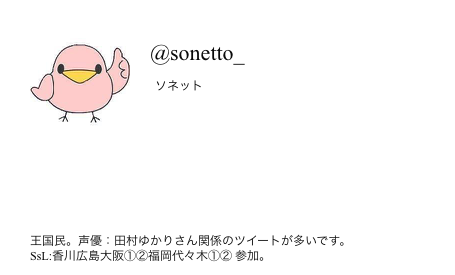 @sonetto_
ソネット
王国民。声優：田村ゆかりさん関係のツイートが多いです。
SsL:香川広島大阪①②福岡代々木①② 参加。